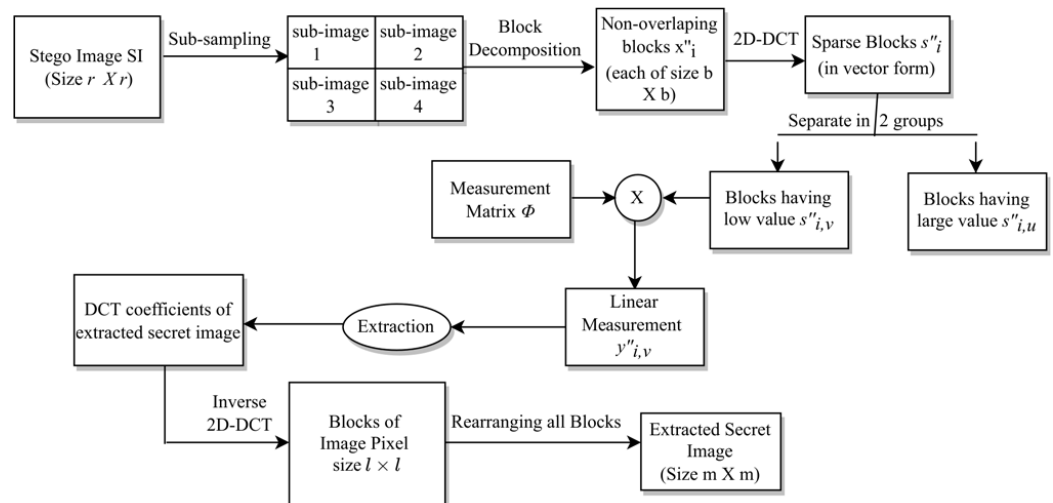 Stego Image SI
(Size r X r)
Sub-sampling
sub-image
1
sub-image
2
sub-image
3
sub-image
4
Block
Decomposition
Non-overlaping
blocks x"i
(each of size b
X b)
2D-DCT
Sparse Blocks s"i
(in vector form)
Separate in 2 groups
Measurement
Matrix Φ
X
Blocks having
low value s"i,v
Blocks having
large value s"i,u
DCT coefficients of
extracted secret image
Extraction
Linear
Measurement
y"i,v
Inverse
2D-DCT
Blocks of
Image Pixel
size l × l
Rearranging all Blocks
Extracted Secret
Image
(Size m X m)